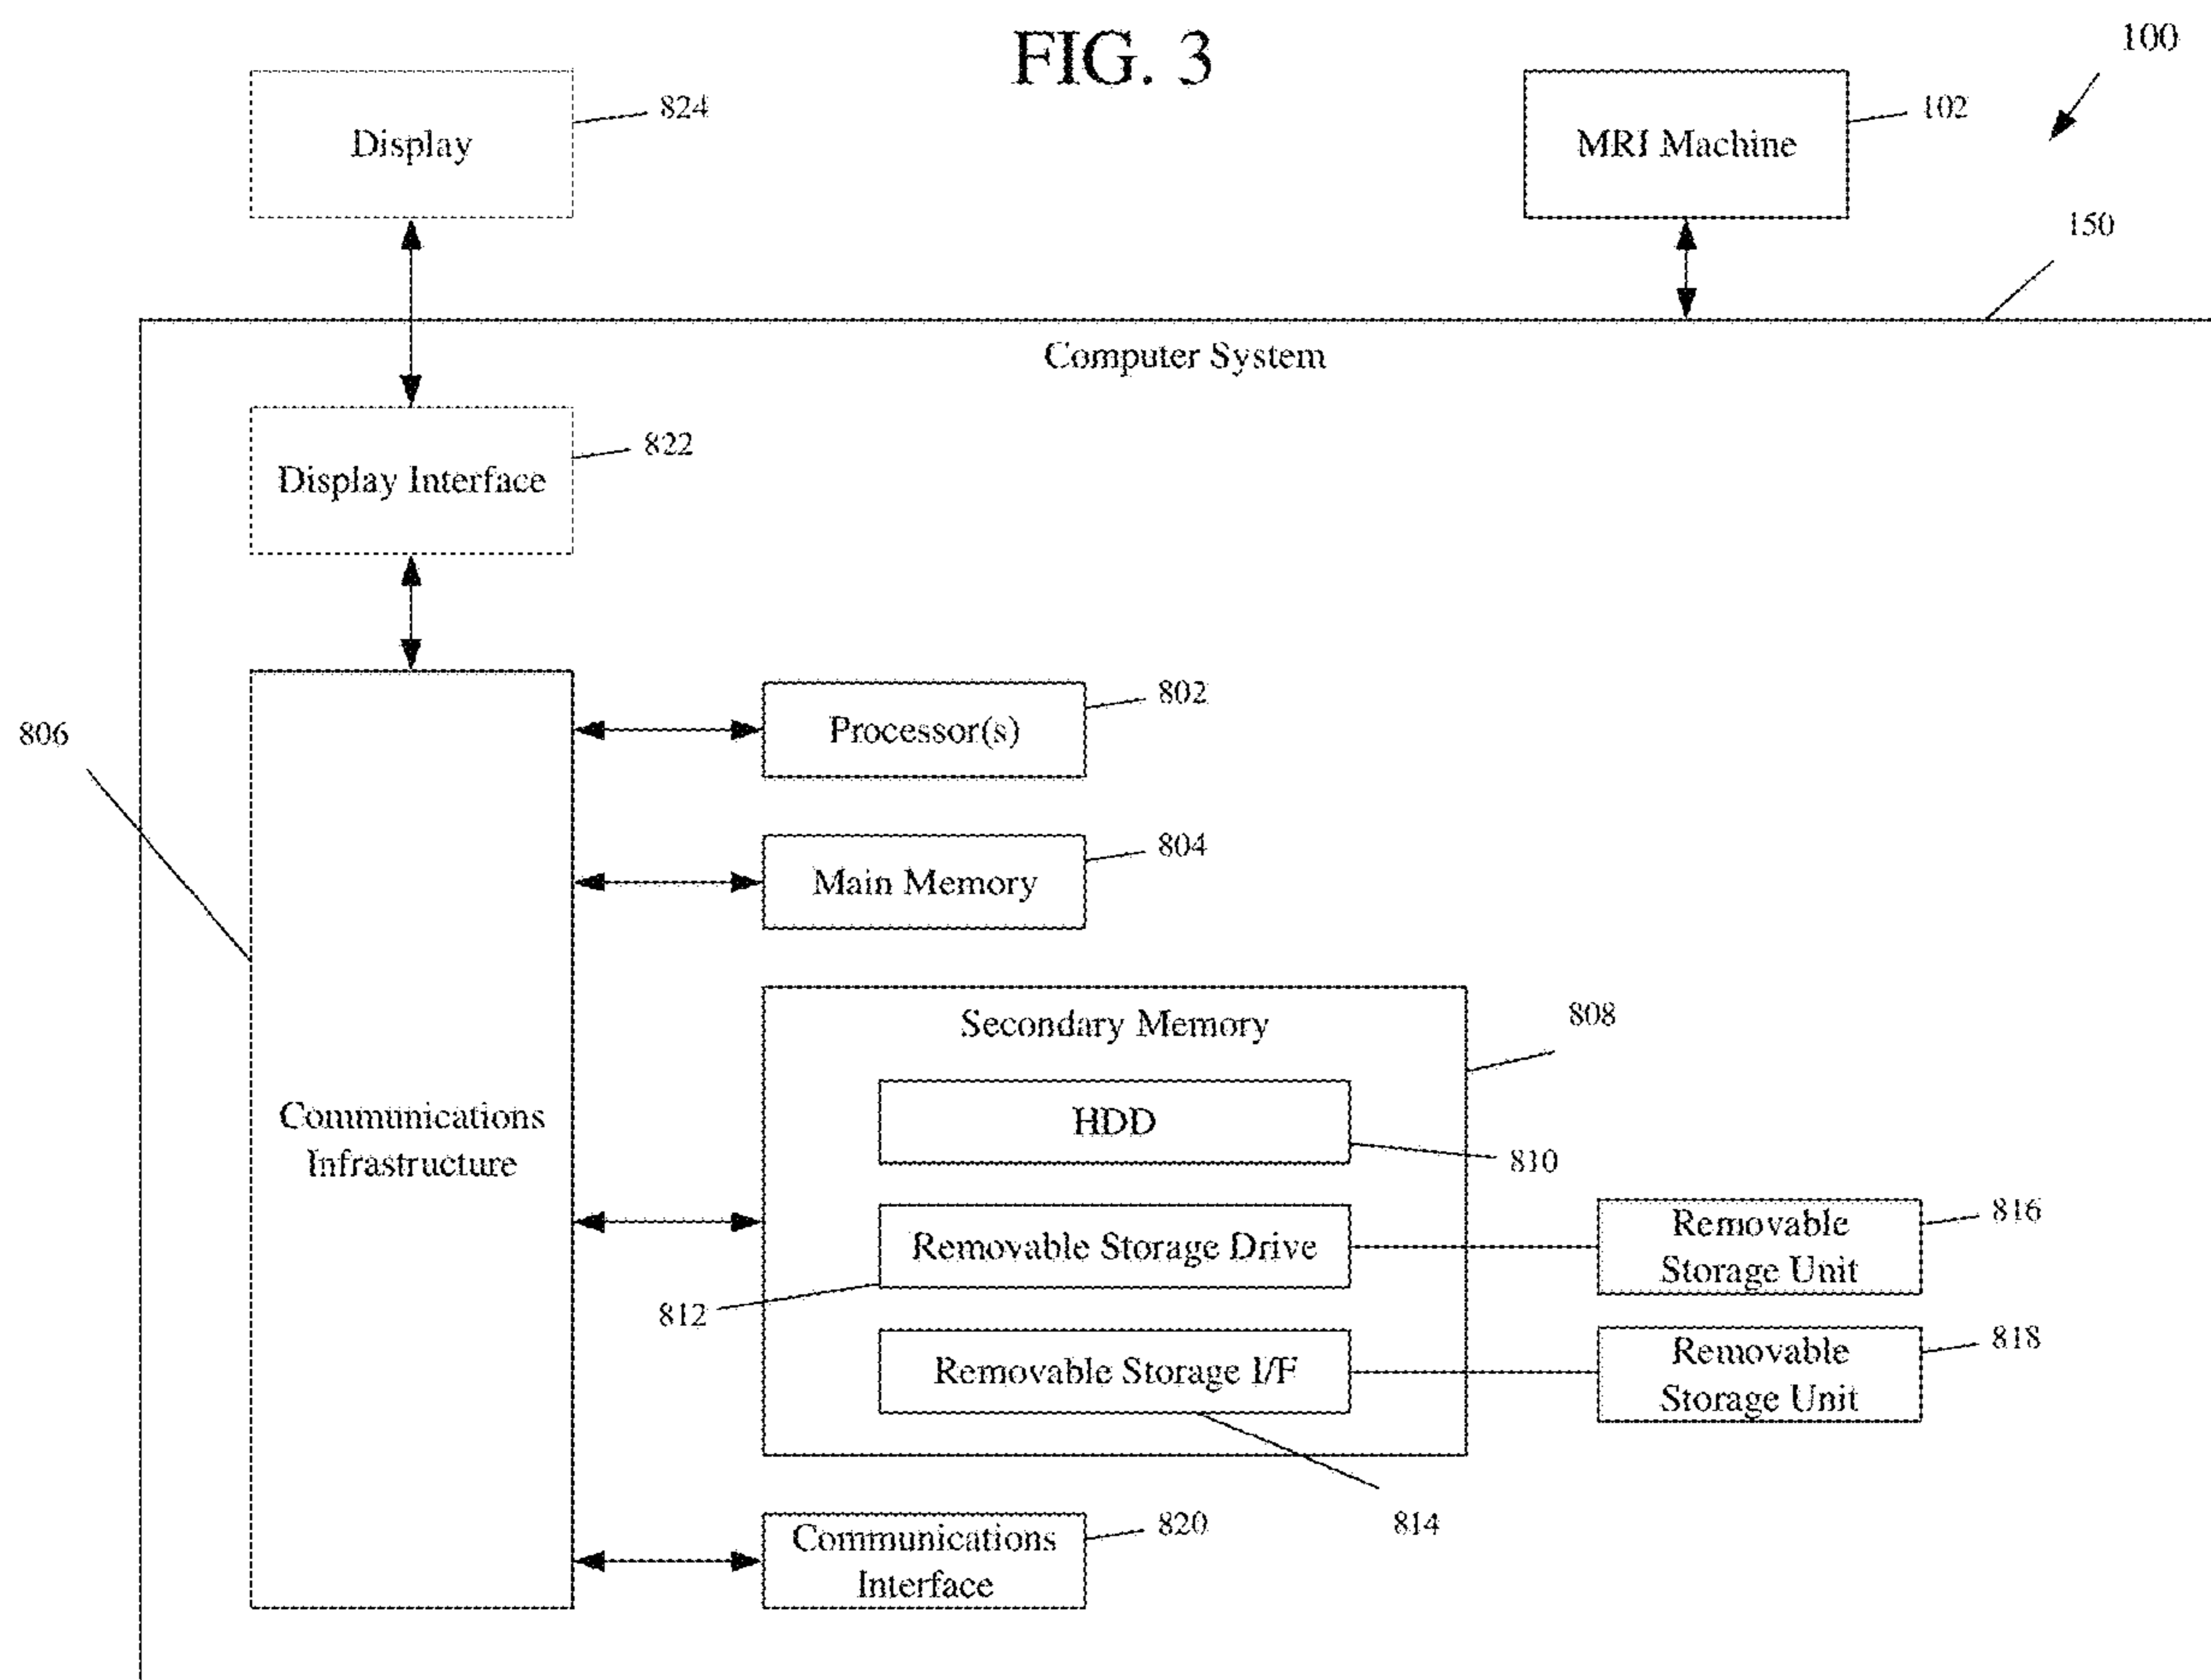 FIG. 3
100
Display
824
MRI Machine
102
150
Computer System
Display Interface
822
806
Communications
Infrastructure
Processor(s)
802
Main Memory
804
Secondary Memory
808
HDD
810
Removable Storage Drive
812
Removable
Storage Unit
816
Removable Storage I/F
814
Removable
Storage Unit
818
Communications
Interface
820